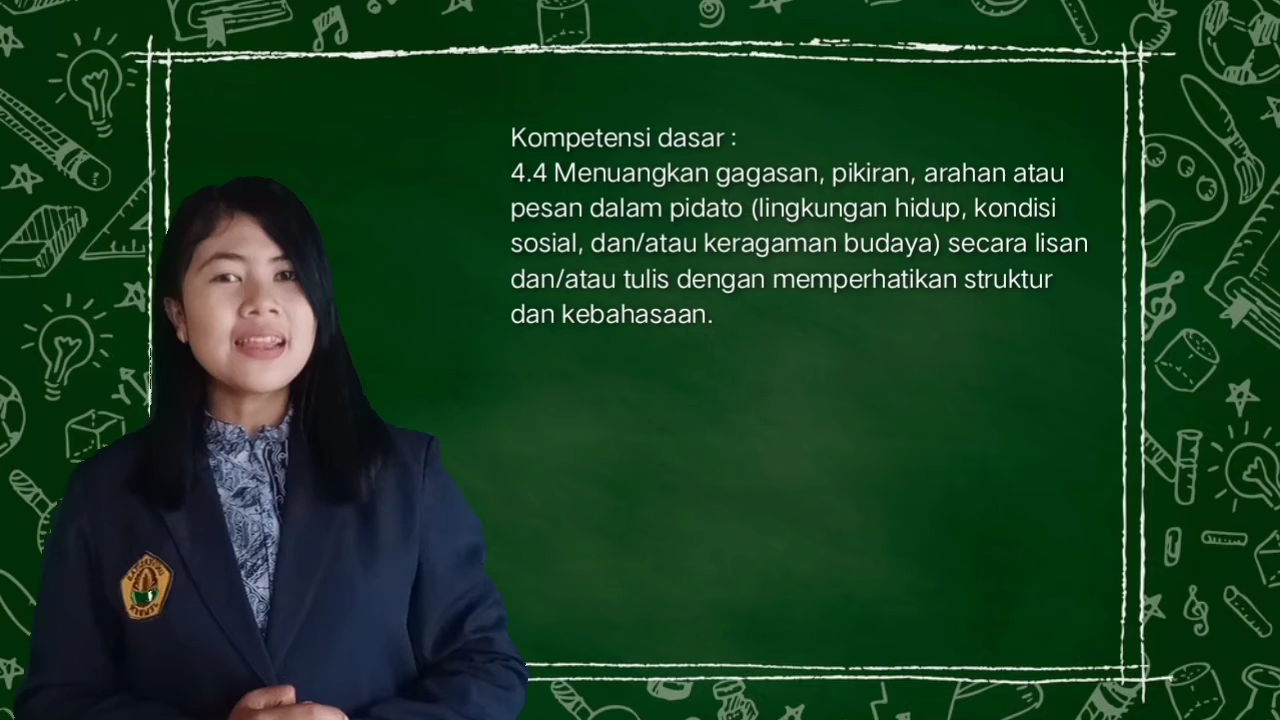 Kompetensi dasar :
4.4 Menuangkan gagasan, pikiran, arahan atau
pesan dalam pidato (lingkungan hidup, kondisi
sosial, dan/atau keragaman budaya) secara lisan
dan/atau tulis dengan memperhatikan struktur
dan kebahasaan.